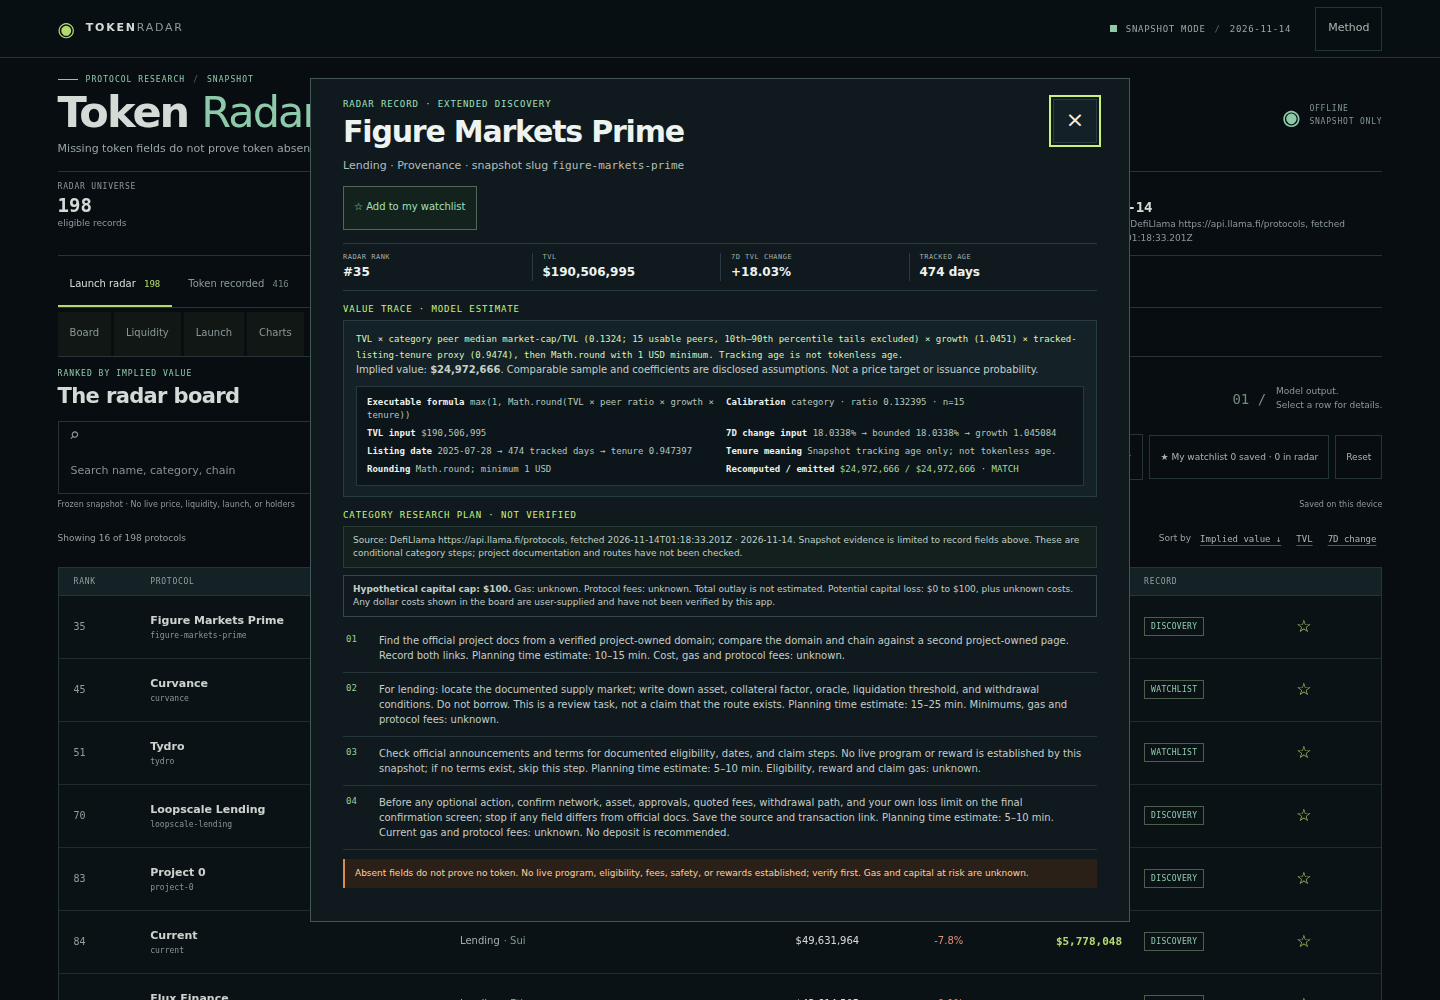 TOKENRADAR
SNAPSHOT MODE / 2026-11-14
Method
PROTOCOL RESEARCH / SNAPSHOT
Token Radar
Missing token fields do not prove token absen
OFFLINE
SNAPSHOT ONLY
RADAR UNIVERSE
198
eligible records
-14
DefiLlama https://api.llama.fi/protocols, fetched
01:18:33.201Z
Launch radar 198
Token recorded 416
Board
Liquidity
Launch
Charts
RANKED BY IMPLIED VALUE
The radar board
01 /
Model output.
Select a row for details.
Search name, category, chain
★ My watchlist 0 saved · 0 in radar
Reset
Frozen snapshot · No live price, liquidity, launch, or holders
Saved on this device
Showing 16 of 198 protocols
Sort by Implied value ↓ TVL 7D change
RANK PROTOCOL RECORD
35 Figure Markets Prime DISCOVERY ☆
figure-markets-prime
45 Curvance WATCHLIST ☆
curvance
51 Tydro WATCHLIST ☆
tydro
70 Loopscale Lending DISCOVERY ☆
loopscale-lending
83 Project 0 DISCOVERY ☆
project-0
84 Current Lending · Sui $49,631,964 -7.8% $5,778,048 DISCOVERY ☆
current
Flux Finance
RADAR RECORD · EXTENDED DISCOVERY
Figure Markets Prime
✕
Lending · Provenance · snapshot slug figure-markets-prime
☆ Add to my watchlist
RADAR RANK
#35
TVL
$190,506,995
7D TVL CHANGE
+18.03%
TRACKED AGE
474 days
VALUE TRACE · MODEL ESTIMATE
TVL × category peer median market-cap/TVL (0.1324; 15 usable peers, 10th–90th percentile tails excluded) × growth (1.0451) × tracked-
listing-tenure proxy (0.9474), then Math.round with 1 USD minimum. Tracking age is not tokenless age.
Implied value: $24,972,666. Comparable sample and coefficients are disclosed assumptions. Not a price target or issuance probability.
Executable formula max(1, Math.round(TVL × peer ratio × growth ×
tenure))
Calibration category · ratio 0.132395 · n=15
TVL input $190,506,995
7D change input 18.0338% → bounded 18.0338% → growth 1.045084
Listing date 2025-07-28 → 474 tracked days → tenure 0.947397
Tenure meaning Snapshot tracking age only; not tokenless age.
Rounding Math.round; minimum 1 USD
Recomputed / emitted $24,972,666 / $24,972,666 · MATCH
CATEGORY RESEARCH PLAN · NOT VERIFIED
Source: DefiLlama https://api.llama.fi/protocols, fetched 2026-11-14T01:18:33.201Z · 2026-11-14. Snapshot evidence is limited to record fields above. These are
conditional category steps; project documentation and routes have not been checked.
Hypothetical capital cap: $100. Gas: unknown. Protocol fees: unknown. Total outlay is not estimated. Potential capital loss: $0 to $100, plus unknown costs.
Any dollar costs shown in the board are user-supplied and have not been verified by this app.
01 Find the official project docs from a verified project-owned domain; compare the domain and chain against a second project-owned page.
Record both links. Planning time estimate: 10–15 min. Cost, gas and protocol fees: unknown.
02 For lending: locate the documented supply market; write down asset, collateral factor, oracle, liquidation threshold, and withdrawal
conditions. Do not borrow. This is a review task, not a claim that the route exists. Planning time estimate: 15–25 min. Minimums, gas and
protocol fees: unknown.
03 Check official announcements and terms for documented eligibility, dates, and claim steps. No live program or reward is established by this
snapshot; if no terms exist, skip this step. Planning time estimate: 5–10 min. Eligibility, reward and claim gas: unknown.
04 Before any optional action, confirm network, asset, approvals, quoted fees, withdrawal path, and your own loss limit on the final
confirmation screen; stop if any field differs from official docs. Save the source and transaction link. Planning time estimate: 5–10 min.
Current gas and protocol fees: unknown. No deposit is recommended.
Absent fields do not prove no token. No live program, eligibility, fees, safety, or rewards established; verify first. Gas and capital at risk are unknown.